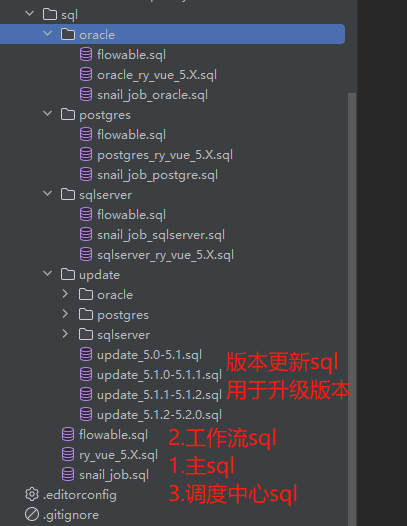 sql
oracle
flowable.sql
oracle_ry_vue_5.X.sql
snail_job_oracle.sql
postgres
flowable.sql
postgres_ry_vue_5.X.sql
snail_job_postgre.sql
sqlserver
flowable.sql
snail_job_sqlserver.sql
sqlserver_ry_vue_5.X.sql
update
oracle
postgres
sqlserver
update_5.0-5.1.sql
版本更新sql
update_5.1.0-5.1.1.sql
用于升级版本
update_5.1.1-5.1.2.sql
update_5.1.2-5.2.0.sql
flowable.sql
2.工作流sql
ry_vue_5.X.sql
1.主sql
snail_job.sql
3.调度中心sql
.editorconfig
.gitignore